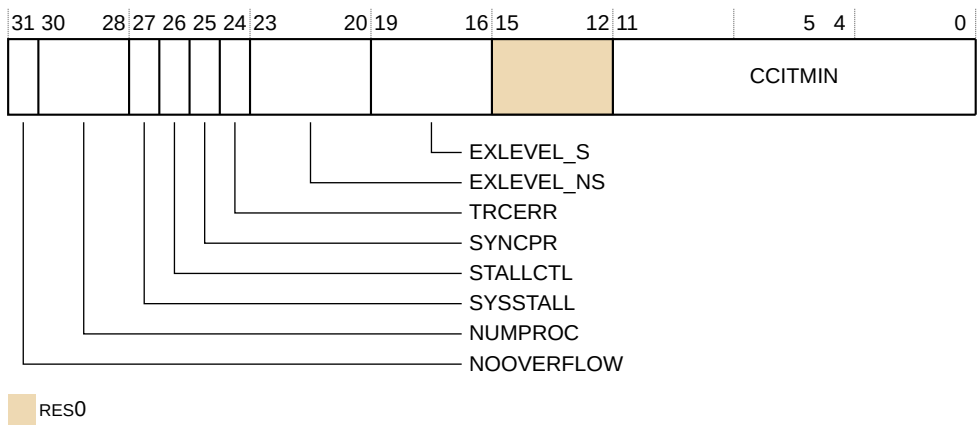 31 30 28 27 26 25 24 23 20 19 16 15 12 11 5 4 0
CCITMIN
EXLEVEL_S
EXLEVEL_NS
TRCERR
SYNCPR
STALLCTL
SYSSTALL
NUMPROC
NOOVERFLOW
RES0